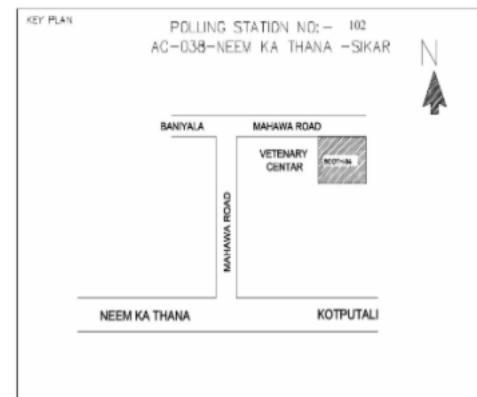 KEY PLAN
POLLING STATION NO:- 102
AC-038-NEEM KA THANA -SIKAR
N
BANIYALA MAHAWA ROAD
VETENARY
CENTAR
MAHAWA ROAD
NEEM KA THANA KOTPUTALI